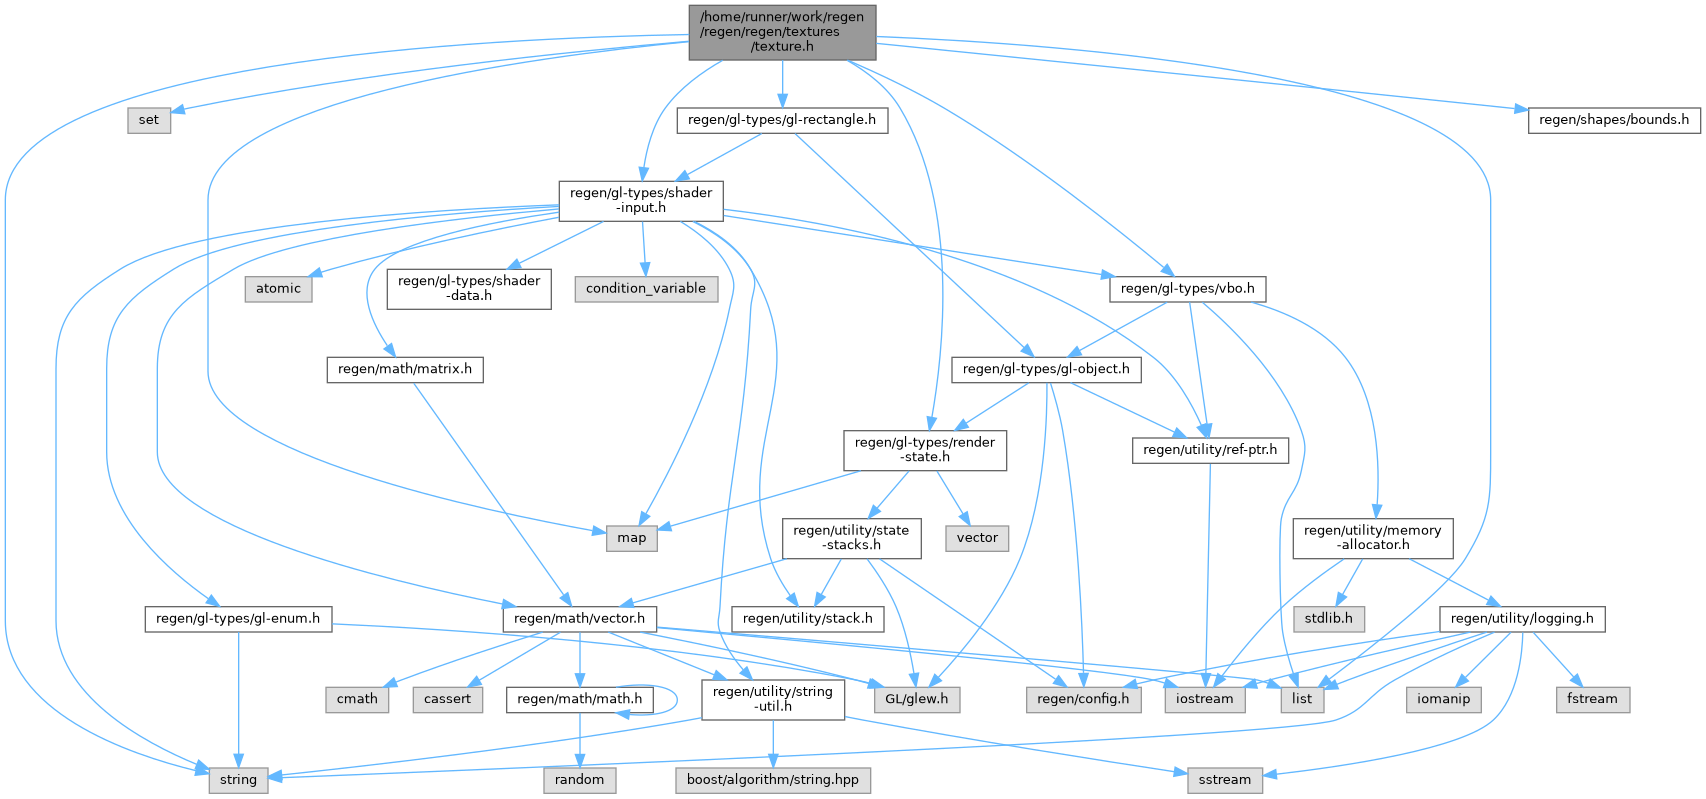 /home/runner/work/regen
/regen/regen/textures
/texture.h
set
regen/gl-types/gl-rectangle.h
regen/shapes/bounds.h
regen/gl-types/shader
-input.h
atomic
regen/gl-types/shader
-data.h
condition_variable
regen/gl-types/vbo.h
regen/math/matrix.h
regen/gl-types/gl-object.h
regen/gl-types/render
-state.h
regen/utility/ref-ptr.h
map
regen/utility/state
-stacks.h
vector
regen/utility/memory
-allocator.h
regen/gl-types/gl-enum.h
regen/math/vector.h
regen/utility/stack.h
stdlib.h
regen/utility/logging.h
cmath
cassert
regen/math/math.h
regen/utility/string
-util.h
GL/glew.h
regen/config.h
iostream
list
iomanip
fstream
string
random
boost/algorithm/string.hpp
sstream